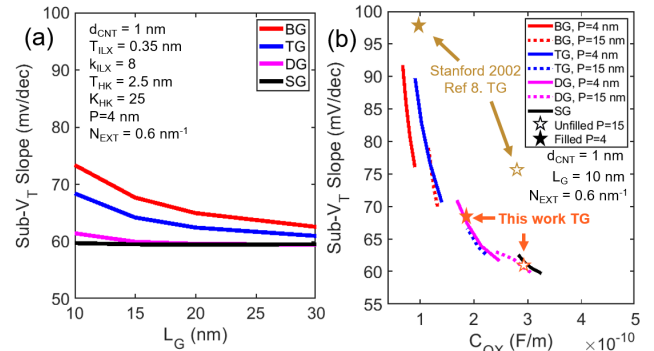 (a)
d_CNT = 1 nm
T_ILX = 0.35 nm
k_ILX = 8
T_HK = 2.5 nm
K_HK = 25
P=4 nm
N_EXT = 0.6 nm⁻¹
BG
TG
DG
SG
Sub-V_T Slope (mv/dec)
100
90
80
70
60
50
10
15
20
25
30
L_G (nm)
(b)
BG, P=4 nm
BG, P=15 nm
TG, P=4 nm
TG, P=15 nm
DG, P=4 nm
DG, P=15 nm
SG
Unfilled P=15
Filled P=4
Stanford 2002
Ref 8. TG
d_CNT = 1 nm
L_G = 10 nm
N_EXT = 0.6 nm⁻¹
This work TG
Sub-V_T Slope (mV/dec)
100
95
90
85
80
75
70
65
60
55
0
1
2
3
4
5
C_OX (F/m)
×10⁻¹⁰